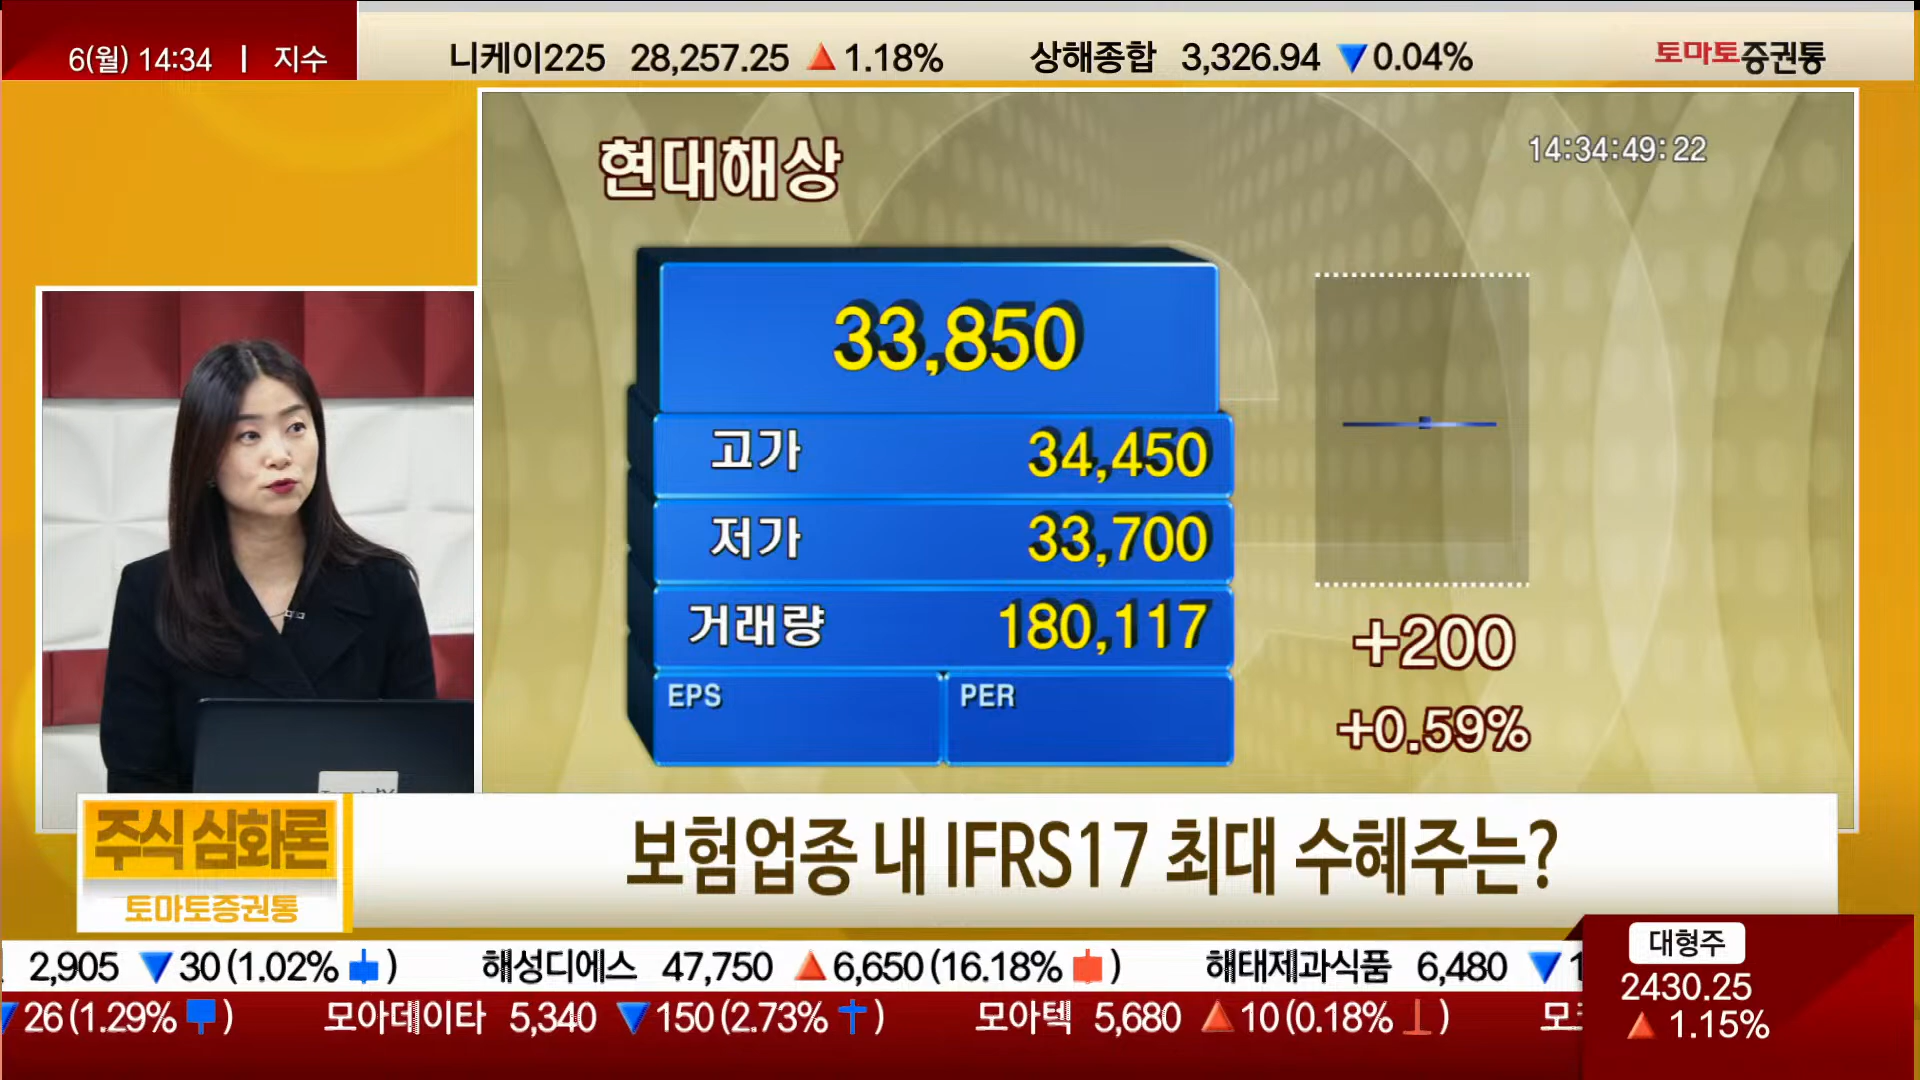 6(월) 14:34 | 지수
니케이225 28,257.25 ▲ 1.18% 상해종합 3,326.94 ▼ 0.04%
토마토증권통
현대해상
14:34:49:22
33,850
고가 34,450
저가 33,700
거래량 180,117
EPS PER
+200
+0.59%
주식 심화론
토마토증권통
보험업종 내 IFRS17 최대 수혜주는?
2,905 ▼ 30 (1.02% ) 해성디에스 47,750 ▲ 6,650 (16.18% ) 해태제과식품 6,480 ▼ 1
▼ 26 (1.29% ) 모아데이타 5,340 ▼ 150 (2.73% ) 모아텍 5,680 ▲ 10 (0.18% )
대형주
2430.25
▲ 1.15%